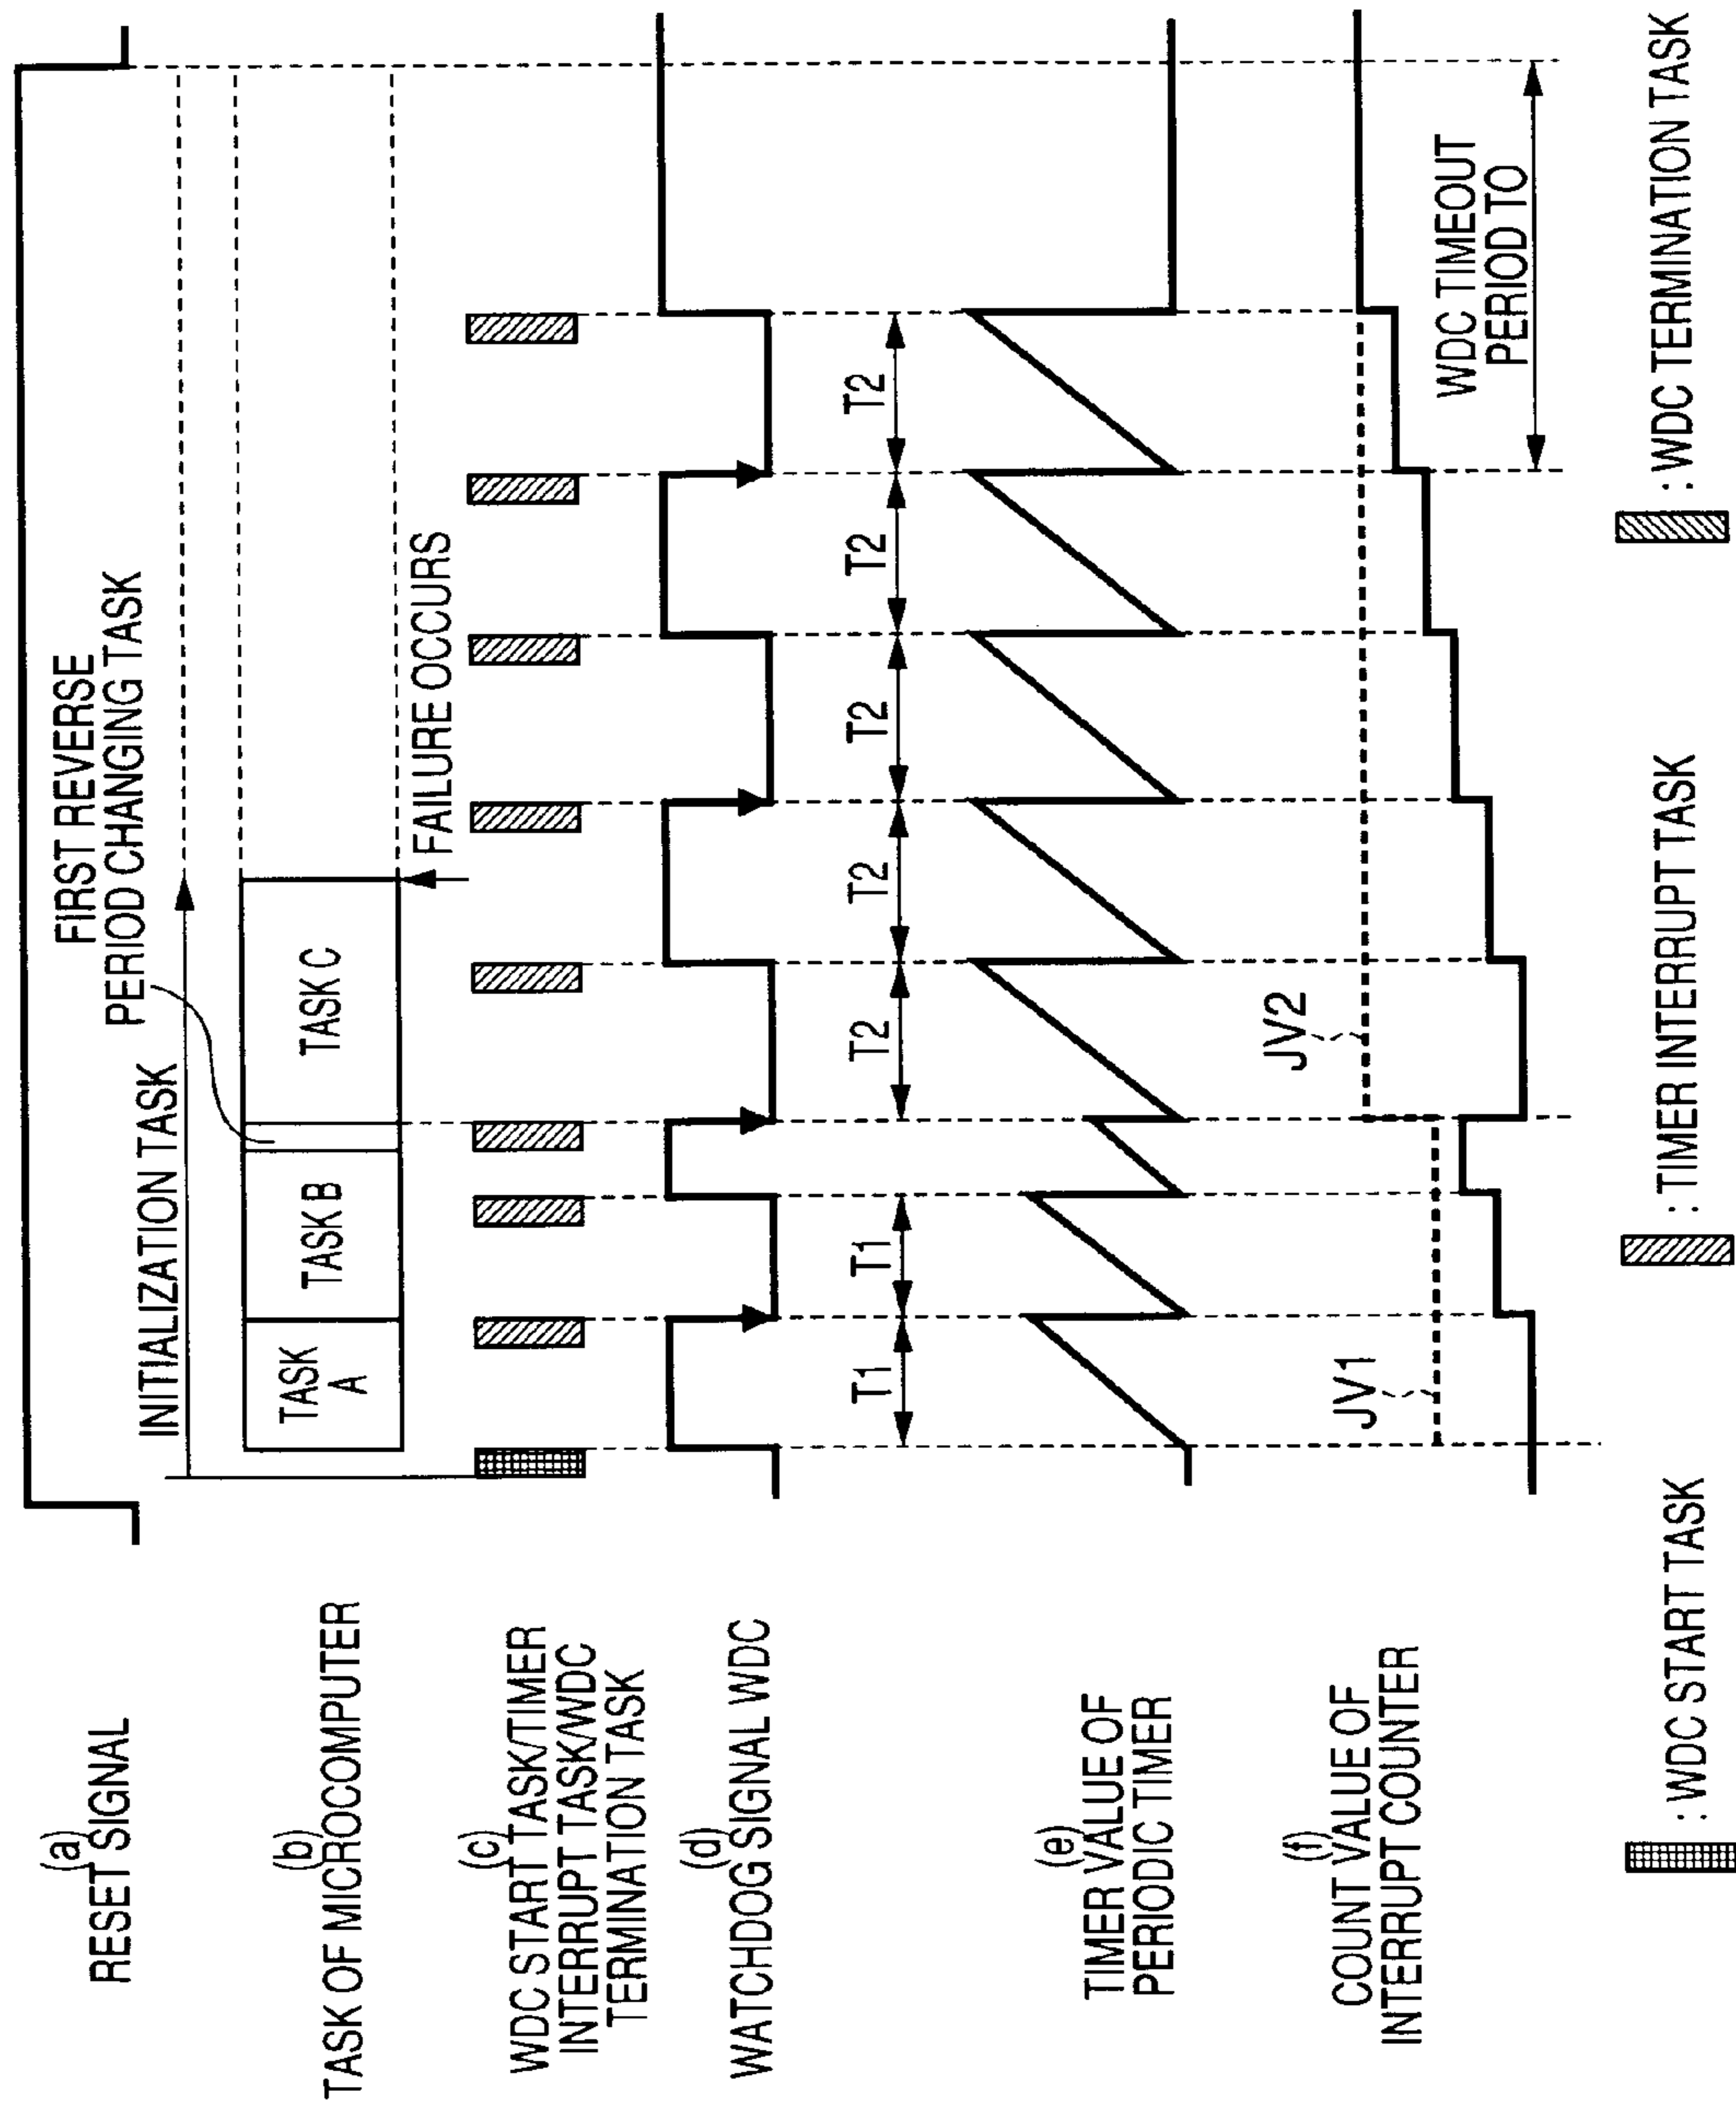 (a)
RESET SIGNAL
(b)
TASK OF MICROCOMPUTER
(c)
WDC START TASK/TIMER
INTERRUPT TASK/WDC
TERMINATION TASK
(d)
WATCHDOG SIGNAL WDC
(e)
TIMER VALUE OF
PERIODIC TIMER
(f)
COUNT VALUE OF
INTERRUPT COUNTER
INITIALIZATION TASK
FIRST REVERSE
PERIOD CHANGING TASK
TASK
A
TASK B
TASK C
FAILURE OCCURS
T1
T1
T2
T2
T2
T2
T2
JV1
JV2
WDC TIMEOUT
PERIOD TO
: WDC START TASK
: TIMER INTERRUPT TASK
: WDC TERMINATION TASK